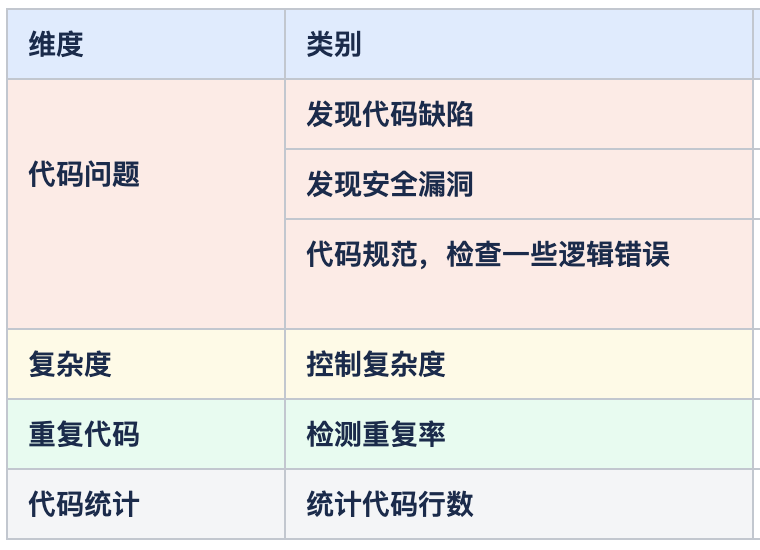 维度 类别
代码问题
发现代码缺陷
发现安全漏洞
代码规范，检查一些逻辑错误
复杂度 控制复杂度
重复代码 检测重复率
代码统计 统计代码行数